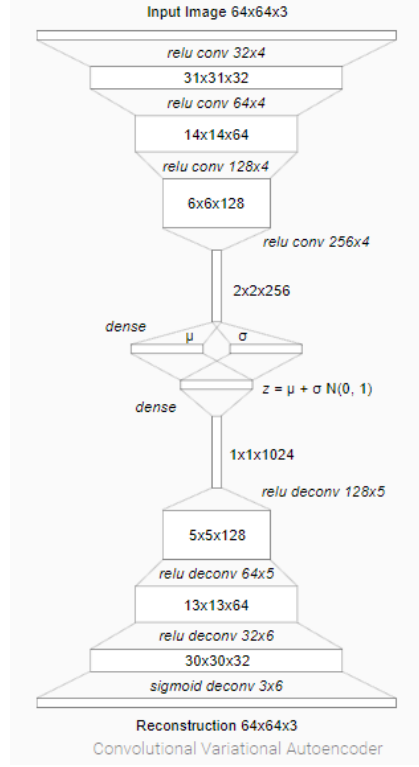 Input Image 64x64x3
relu conv 32x4
31x31x32
relu conv 64x4
14x14x64
relu conv 128x4
6x6x128
relu conv 256x4
2x2x256
dense
μ
σ
z = μ + σ N(0, 1)
dense
1x1x1024
relu deconv 128x5
5x5x128
relu deconv 64x5
13x13x64
relu deconv 32x6
30x30x32
sigmoid deconv 3x6
Reconstruction 64x64x3
Convolutional Variational Autoencoder